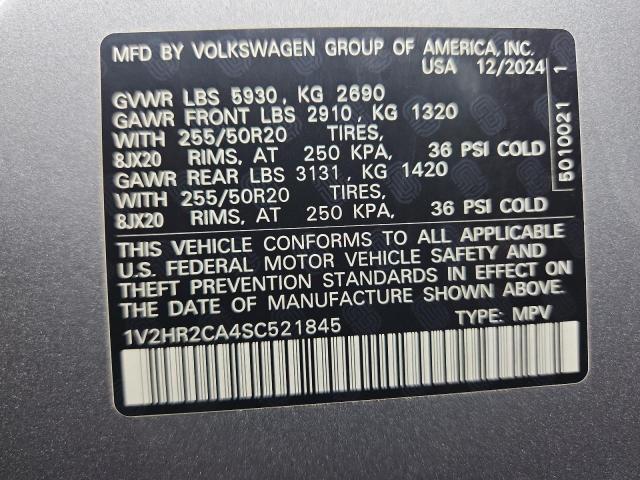 MFD BY VOLKSWAGEN GROUP OF AMERICA, INC.
USA 12/2024
GVWR LBS 5930, KG 2690
GAWR FRONT LBS 2910, KG 1320
WITH 255/50R20 TIRES,
8JX20 RIMS, AT 250 KPA, 36 PSI COLD
GAWR REAR LBS 3131, KG 1420
WITH 255/50R20 TIRES,
8JX20 RIMS, AT 250 KPA, 36 PSI COLD
THIS VEHICLE CONFORMS TO ALL APPLICABLE
U.S. FEDERAL MOTOR VEHICLE SAFETY AND
THEFT PREVENTION STANDARDS IN EFFECT ON
THE DATE OF MANUFACTURE SHOWN ABOVE.
1V2HR2CA4SC521845 TYPE: MPV
5010021 1